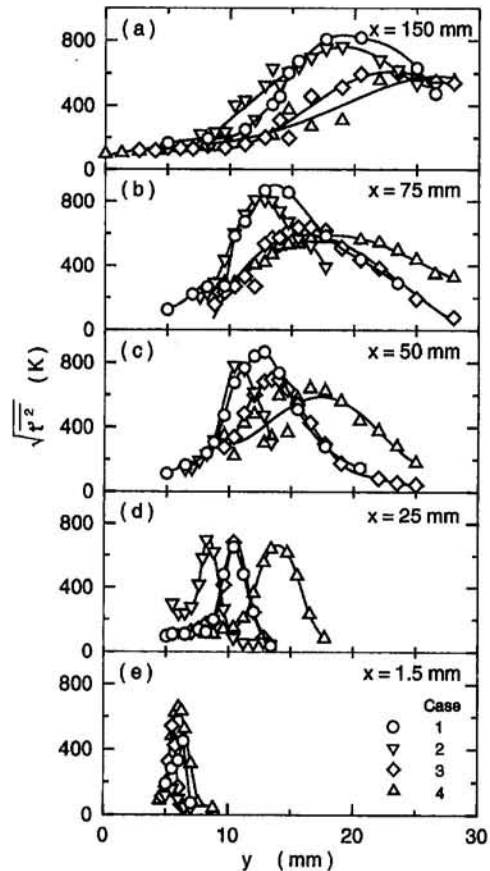 (a) x = 150 mm
800
400
0
(b) x = 75 mm
800
400
0
(c) x = 50 mm
800
400
0
(d) x = 25 mm
800
400
0
(e) x = 1.5 mm
800
400
0
Case
1
2
3
4
√t'² (K)
0 10 20 30
y (mm)